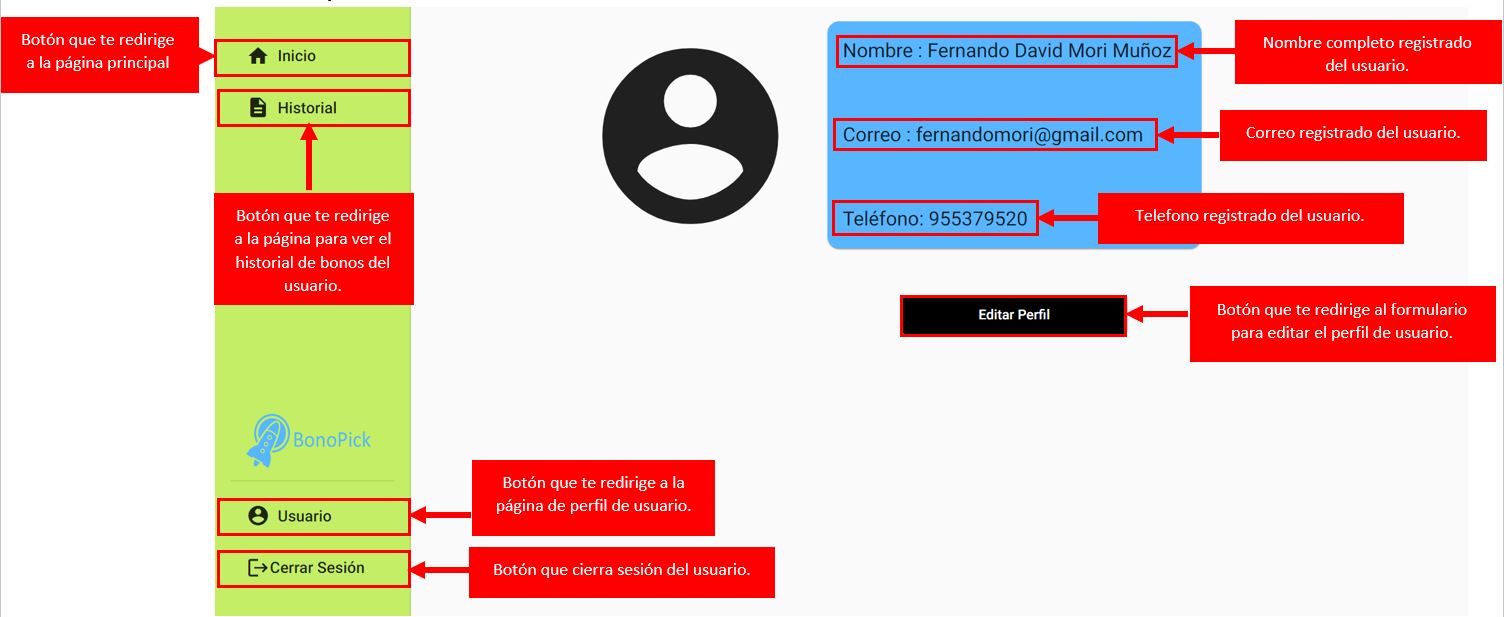 Botón que te redirige
a la página principal
Inicio
Historial
Botón que te redirige
a la página para ver el
historial de bonos del
usuario.
BonoPick
Usuario
Cerrar Sesión
Botón que te redirige a la
página de perfil de usuario.
Botón que cierra sesión del usuario.
Nombre : Fernando David Mori Muñoz
Nombre completo registrado
del usuario.
Correo : fernandomori@gmail.com
Correo registrado del usuario.
Teléfono: 955379520
Telefono registrado del usuario.
Editar Perfil
Botón que te redirige al formulario
para editar el perfil de usuario.